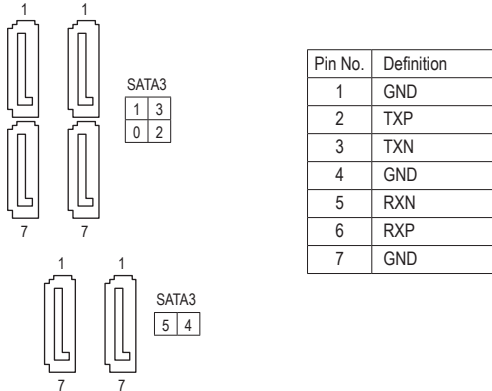 1 1
SATA3
1 3
0 2
7 7
1 1
SATA3
5 4
7 7
Pin No. Definition
1 GND
2 TXP
3 TXN
4 GND
5 RXN
6 RXP
7 GND